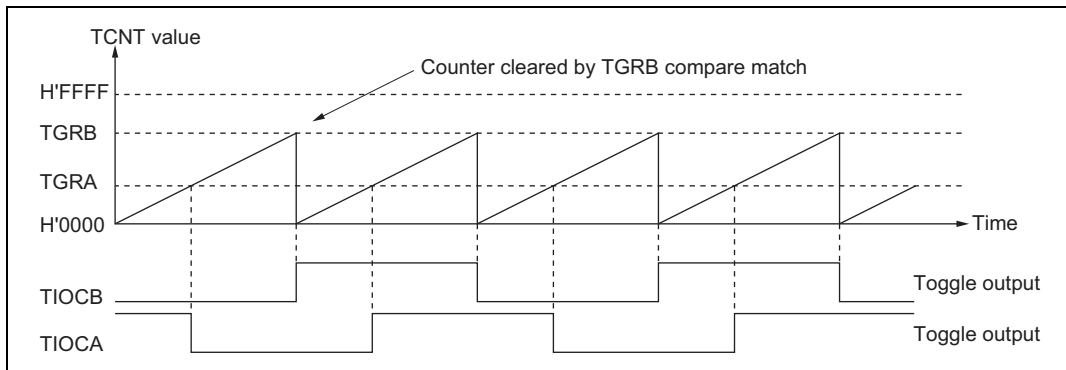 TCNT value
Counter cleared by TGRB compare match
H'FFFF
TGRB
TGRA
H'0000
Time
TIOCB
Toggle output
TIOCA
Toggle output